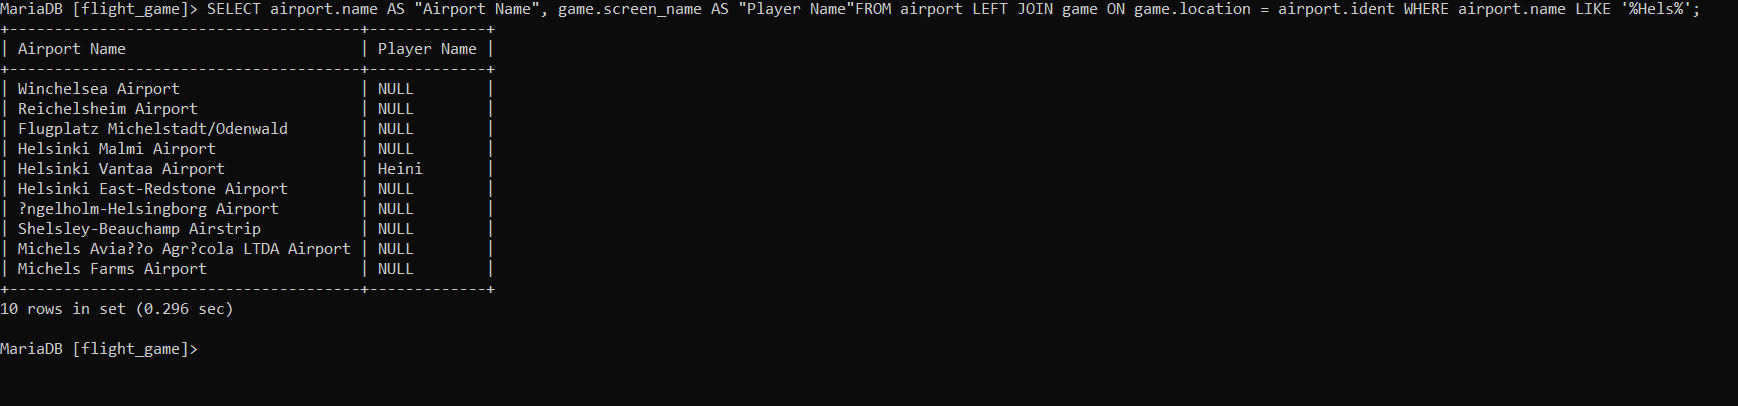 MariaDB [flight_game]> SELECT airport.name AS "Airport Name", game.screen_name AS "Player Name"FROM airport LEFT JOIN game ON game.location = airport.ident WHERE airport.name LIKE '%Hels%';
+---------------------------------------+-------------+
| Airport Name                          | Player Name |
+---------------------------------------+-------------+
| Winchelsea Airport                    | NULL        |
| Reichelsheim Airport                  | NULL        |
| Flugplatz Michelstadt/Odenwald        | NULL        |
| Helsinki Malmi Airport                | NULL        |
| Helsinki Vantaa Airport               | Heini       |
| Helsinki East-Redstone Airport        | NULL        |
| ?ngelholm-Helsingborg Airport         | NULL        |
| Shelsley-Beauchamp Airstrip           | NULL        |
| Michels Avia??o Agr?cola LTDA Airport | NULL        |
| Michels Farms Airport                 | NULL        |
+---------------------------------------+-------------+
10 rows in set (0.296 sec)
MariaDB [flight_game]>